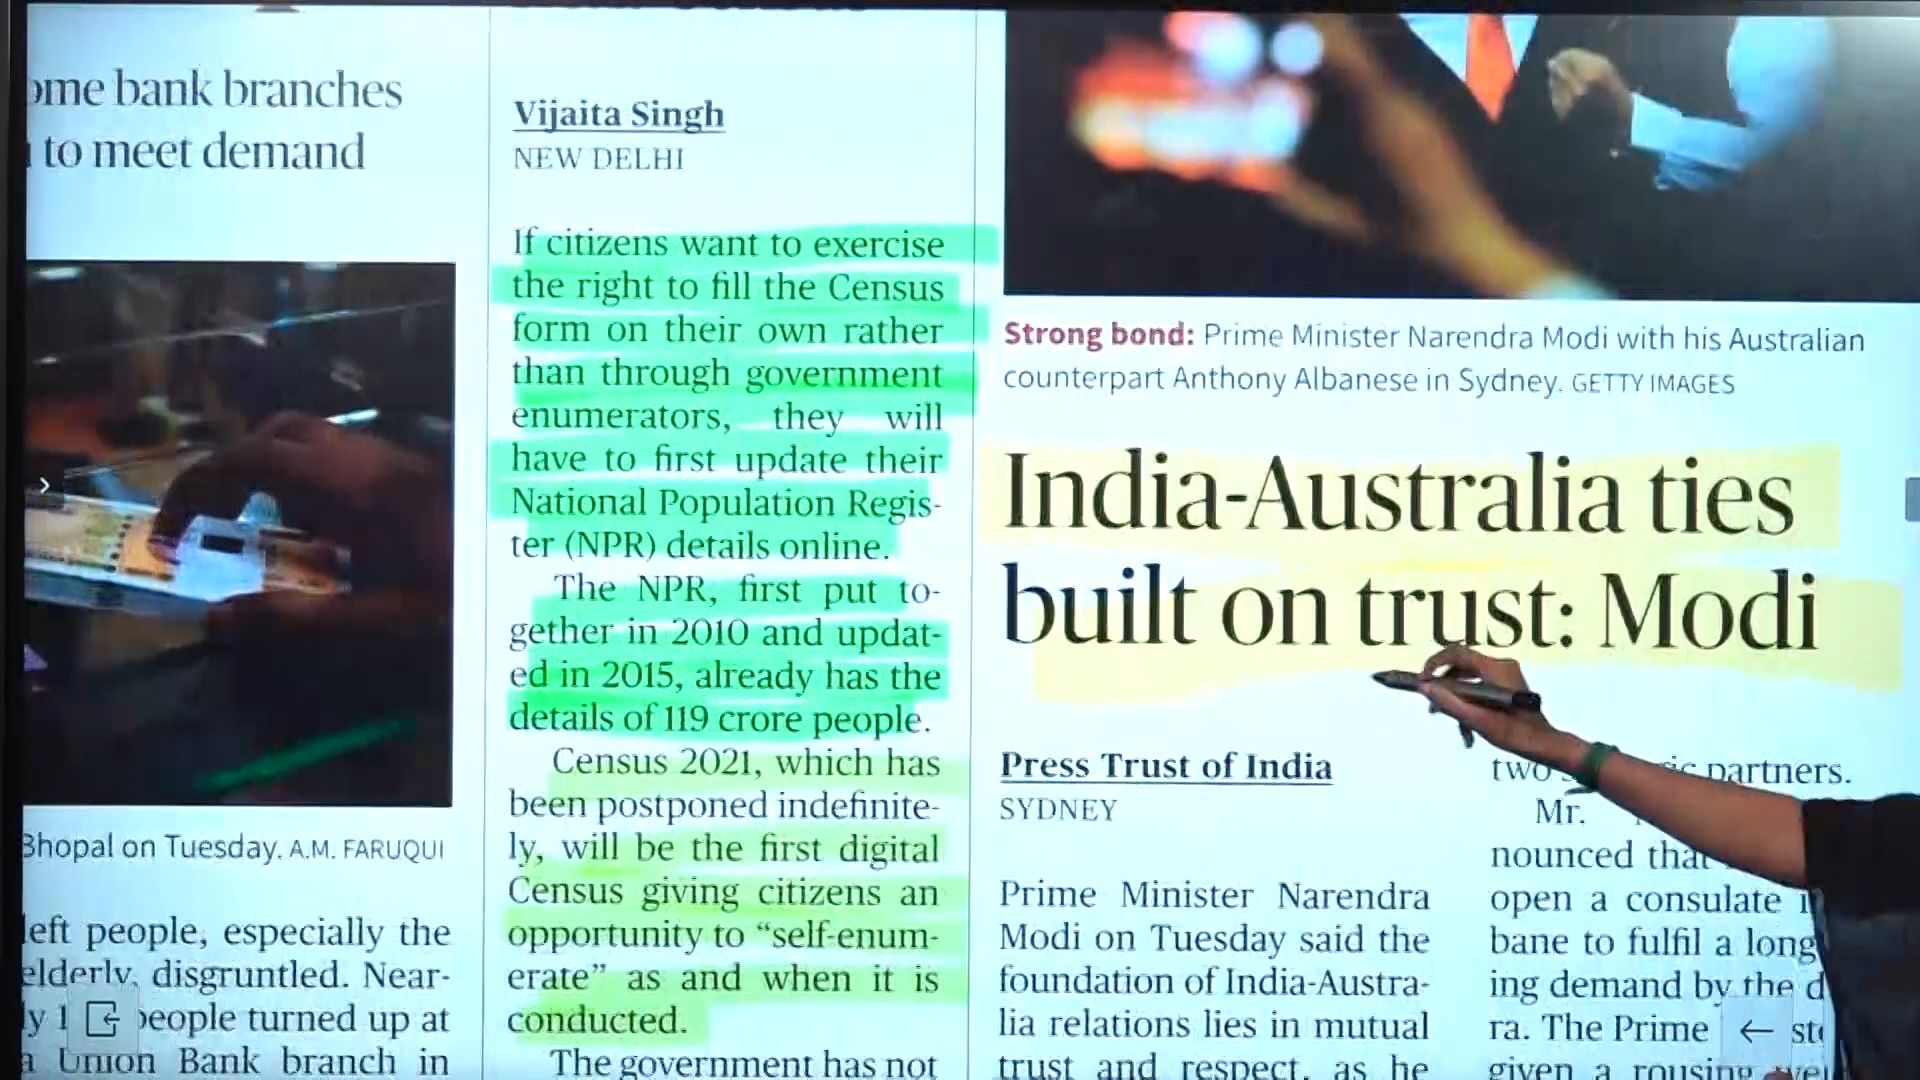 ome bank branches
to meet demand
Bhopal on Tuesday. A.M. FARUQUI
left people, especially the
elderly, disgruntled. Near-
ly 1 people turned up at
a Union Bank branch in
Vijaita Singh
NEW DELHI
If citizens want to exercise
the right to fill the Census
form on their own rather
than through government
enumerators, they will
have to first update their
National Population Regis-
ter (NPR) details online.
The NPR, first put to-
gether in 2010 and updat-
ed in 2015, already has the
details of 119 crore people.
Census 2021, which has
been postponed indefinite-
ly, will be the first digital
Census giving citizens an
opportunity to “self-enum-
erate” as and when it is
conducted.
The government has not
Strong bond: Prime Minister Narendra Modi with his Australian
counterpart Anthony Albanese in Sydney. GETTY IMAGES
India-Australia ties
built on trust: Modi
Press Trust of India
SYDNEY
Prime Minister Narendra
Modi on Tuesday said the
foundation of India-Austra-
lia relations lies in mutual
trust and respect, as he
two partners.
Mr.
nounced that
open a consulate
bane to fulfil a long
ing demand by the d
ra. The Prime
given a rousing